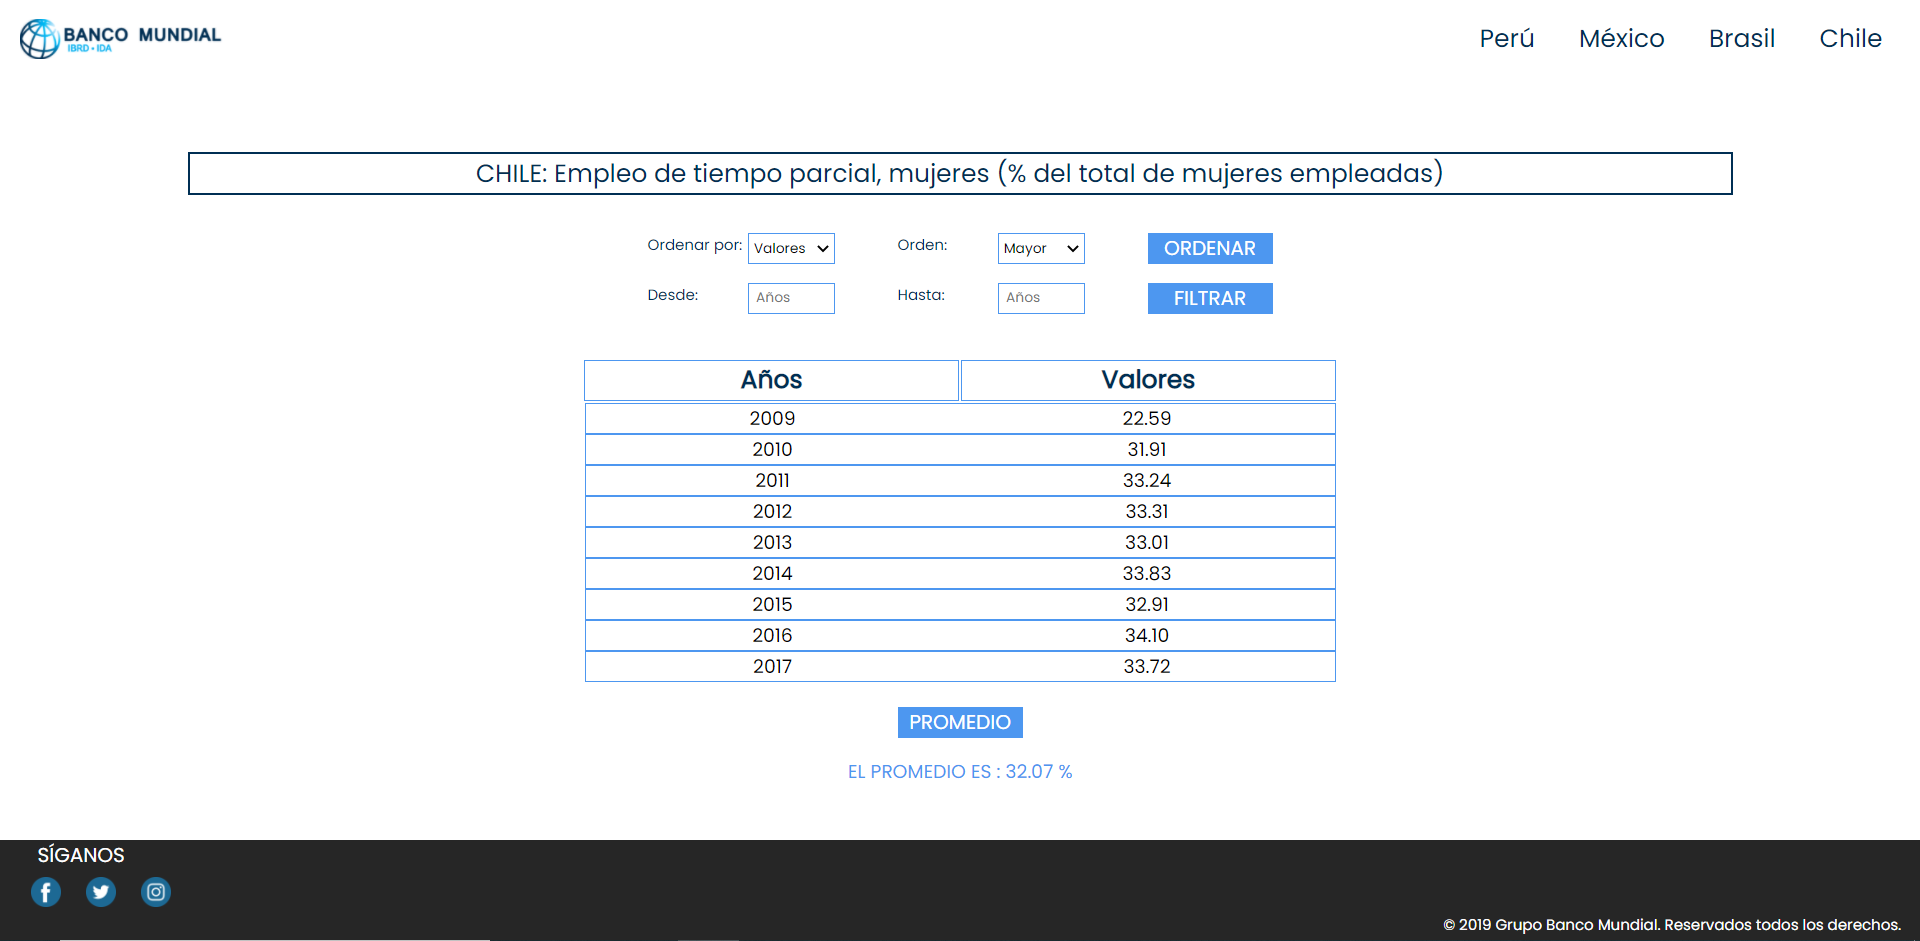 BANCO MUNDIAL
IBRD • IDA
Perú México Brasil Chile
CHILE: Empleo de tiempo parcial, mujeres (% del total de mujeres empleadas)
Ordenar por: Valores Orden: Mayor ORDENAR
Desde: Años Hasta: Años FILTRAR
Años Valores
2009 22.59
2010 31.91
2011 33.24
2012 33.31
2013 33.01
2014 33.83
2015 32.91
2016 34.10
2017 33.72
PROMEDIO
EL PROMEDIO ES : 32.07 %
SÍGANOS
© 2019 Grupo Banco Mundial. Reservados todos los derechos.